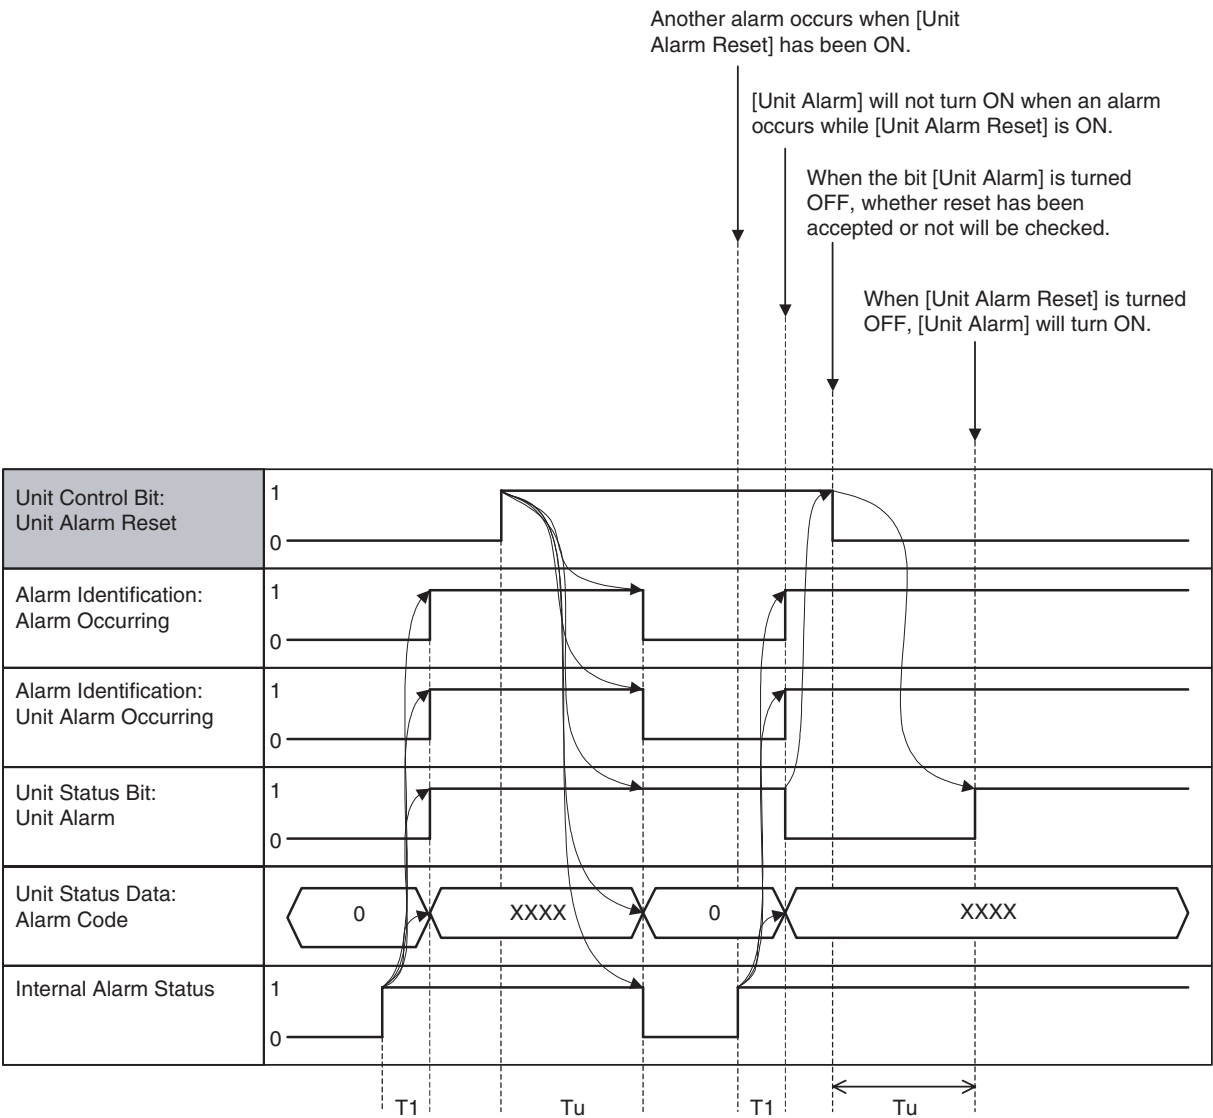 Another alarm occurs when [Unit
Alarm Reset] has been ON.
[Unit Alarm] will not turn ON when an alarm
occurs while [Unit Alarm Reset] is ON.
When the bit [Unit Alarm] is turned
OFF, whether reset has been
accepted or not will be checked.
When [Unit Alarm Reset] is turned
OFF, [Unit Alarm] will turn ON.
Unit Control Bit:
Unit Alarm Reset
1
0
Alarm Identification:
Alarm Occurring
1
0
Alarm Identification:
Unit Alarm Occurring
1
0
Unit Status Bit:
Unit Alarm
1
0
Unit Status Data:
Alarm Code
0
XXXX
0
XXXX
Internal Alarm Status
1
0
T1
Tu
T1
Tu